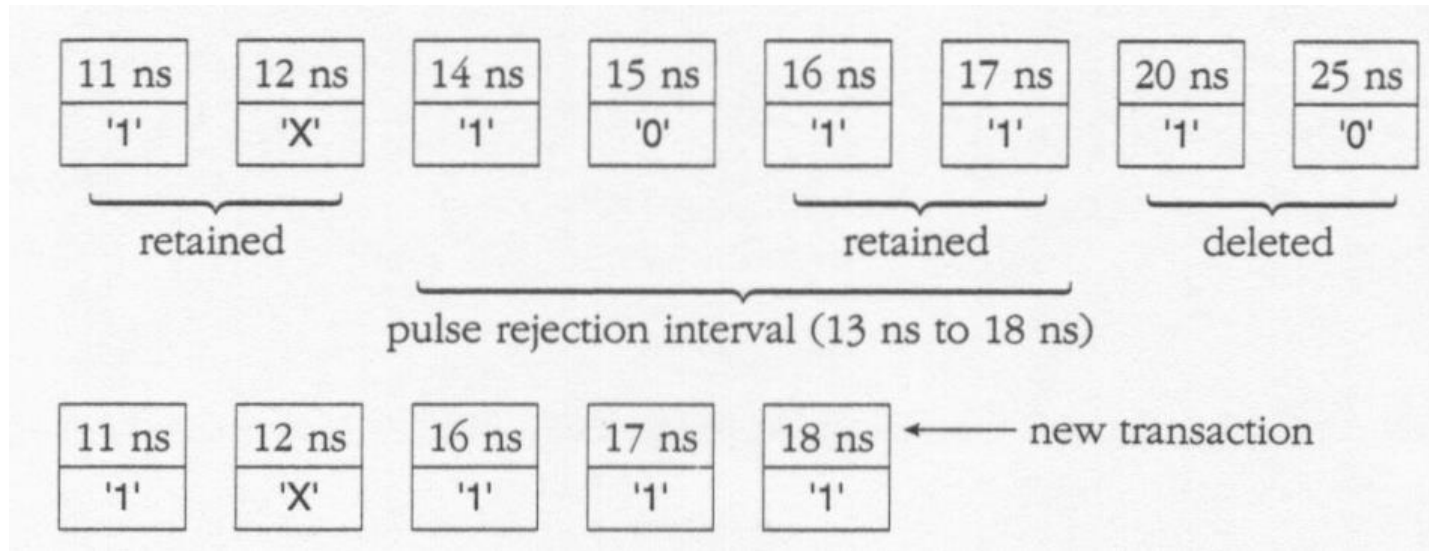 11 ns 12 ns 14 ns 15 ns 16 ns 17 ns 20 ns 25 ns
'1' 'X' '1' '0' '1' '1' '1' '0'
retained retained deleted
pulse rejection interval (13 ns to 18 ns)
11 ns 12 ns 16 ns 17 ns 18 ns new transaction
'1' 'X' '1' '1' '1'